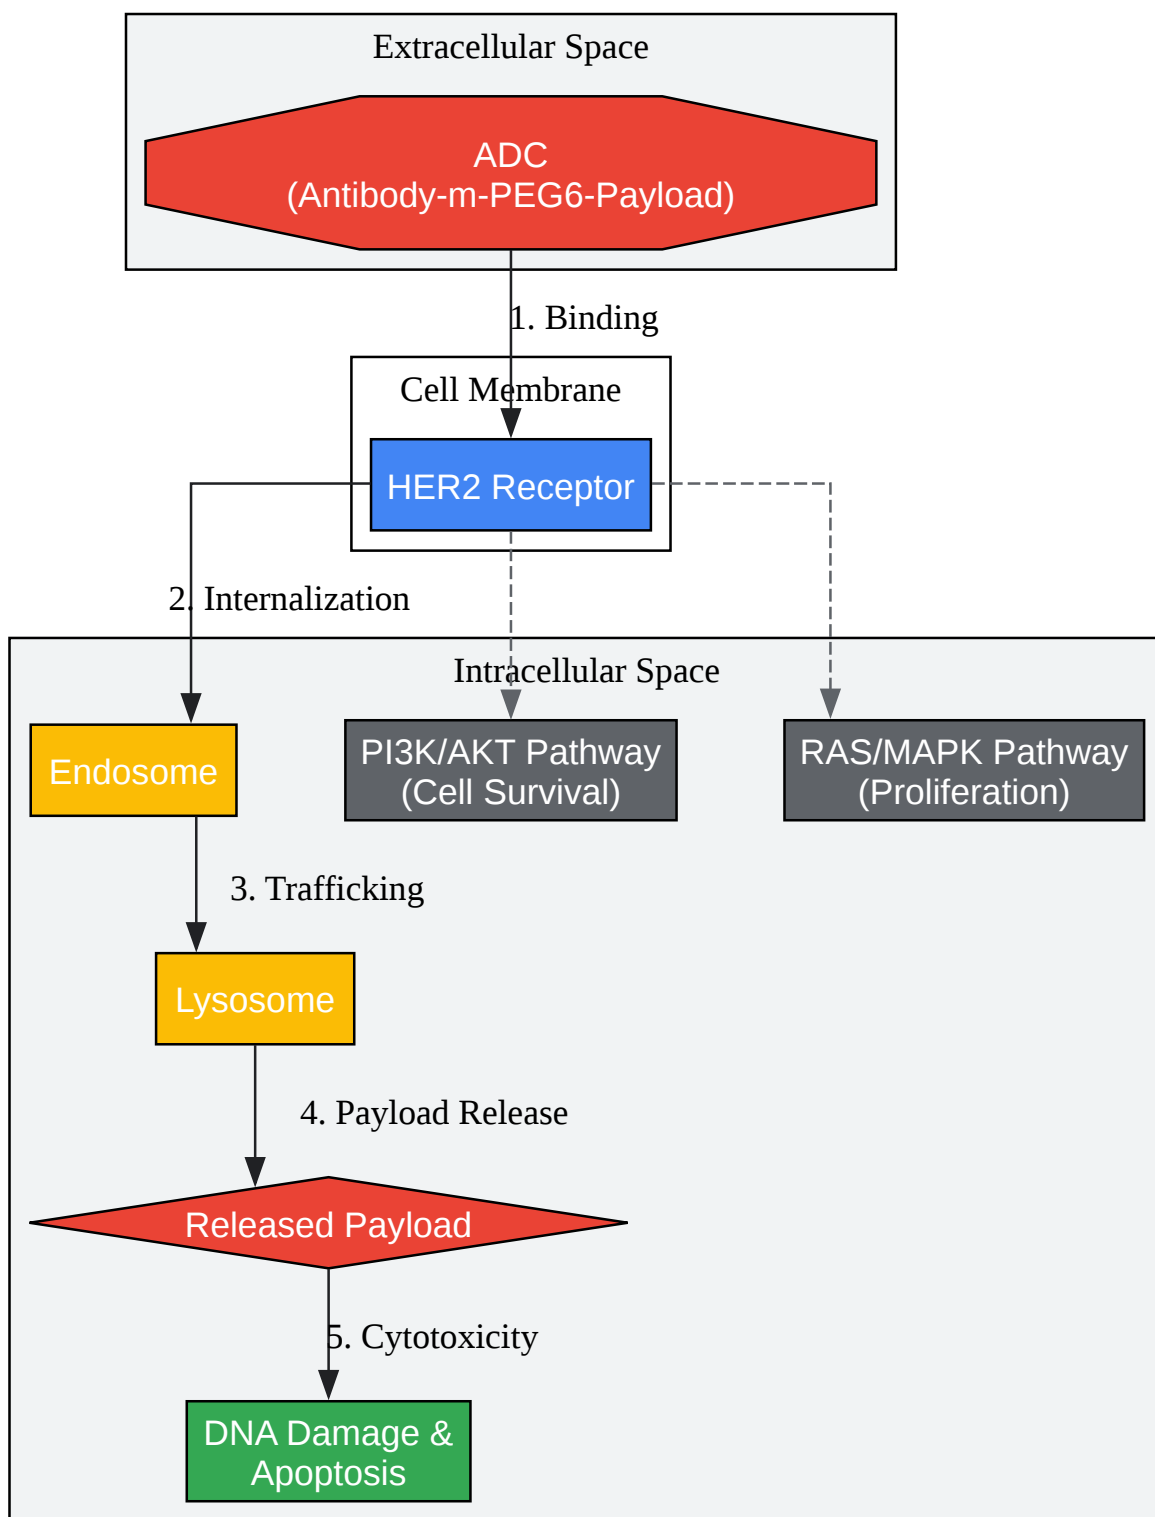 Extracellular Space
ADC
(Antibody-m-PEG6-Payload)
1. Binding
Cell Membrane
HER2 Receptor
2. Internalization
Intracellular Space
Endosome
PI3K/AKT Pathway
(Cell Survival)
RAS/MAPK Pathway
(Proliferation)
3. Trafficking
Lysosome
4. Payload Release
Released Payload
5. Cytotoxicity
DNA Damage &
Apoptosis